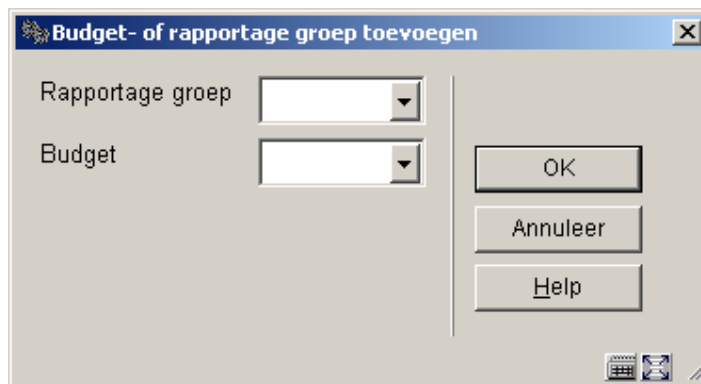 Budget- of rapportage groep toevoegen
Rapportage groep
Budget
OK
Annuleer
Help